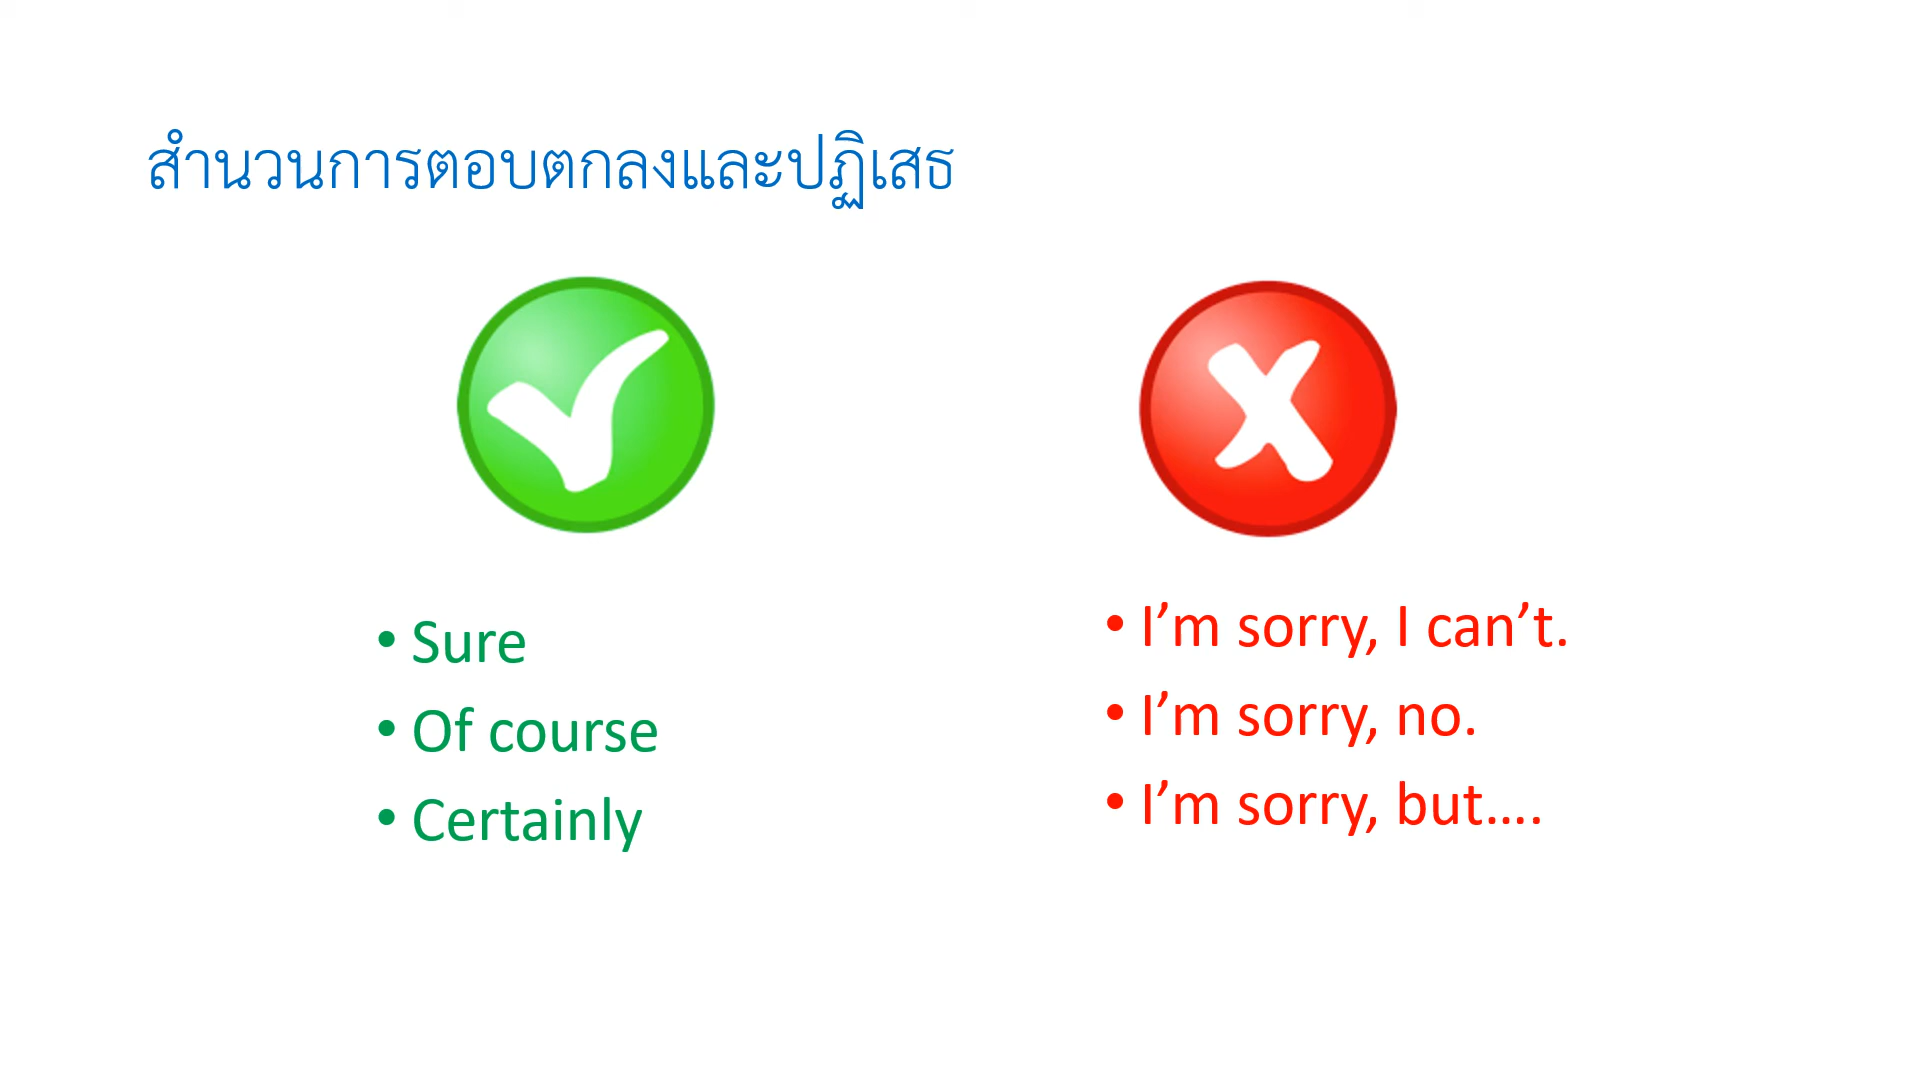 สำนวนการตอบตกลงและปฏิเสธ
• Sure
• Of course
• Certainly
• I’m sorry, I can’t.
• I’m sorry, no.
• I’m sorry, but....